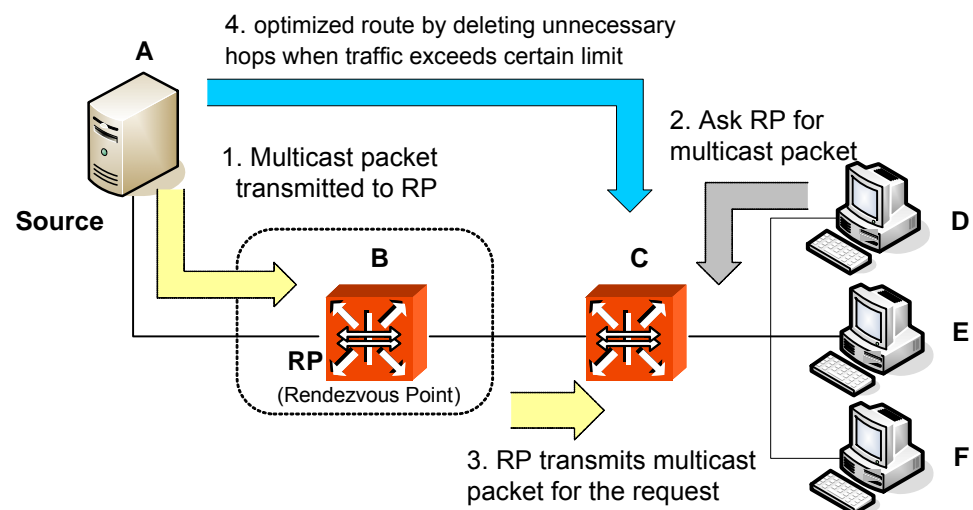 4. optimized route by deleting unnecessary
hops when traffic exceeds certain limit
A
2. Ask RP for
multicast packet
1. Multicast packet
transmitted to RP
Source
D
B
C
E
RP
(Rendezvous Point)
F
3. RP transmits multicast
packet for the request